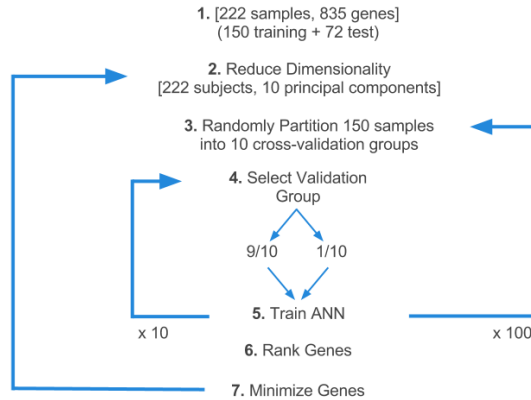 1. [222 samples, 835 genes]
(150 training + 72 test)
2. Reduce Dimensionality
[222 subjects, 10 principal components]
3. Randomly Partition 150 samples
into 10 cross-validation groups
4. Select Validation
Group
9/10 1/10
5. Train ANN
x 10 x 100
6. Rank Genes
7. Minimize Genes